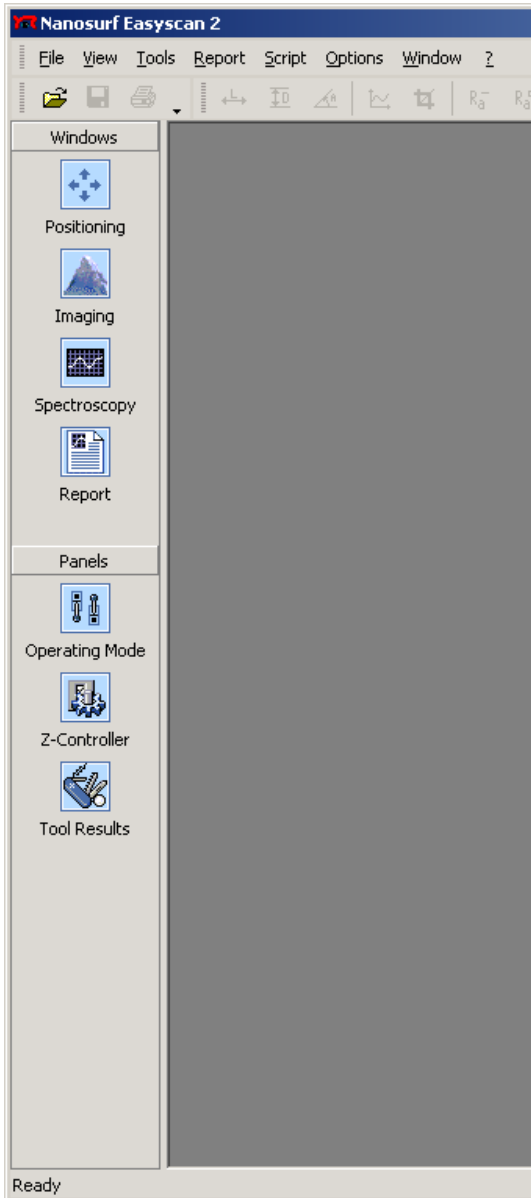 Nanosurf Easyscan 2
File View Tools Report Script Options Window ?
Windows
Positioning
Imaging
Spectroscopy
Report
Panels
Operating Mode
Z-Controller
Tool Results
Ready